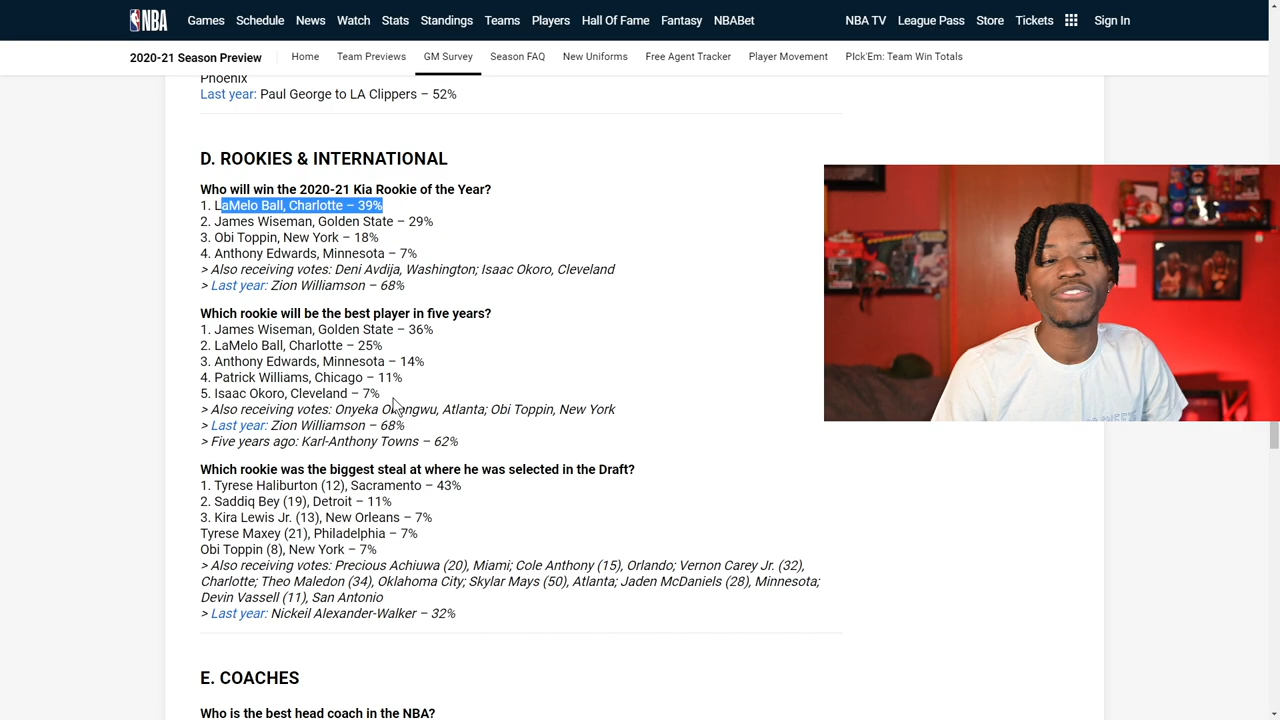 NBA Games Schedule News Watch Stats Standings Teams Players Hall Of Fame Fantasy NBABet NBA TV League Pass Store Tickets Sign In
2020-21 Season Preview Home Team Previews GM Survey Season FAQ New Uniforms Free Agent Tracker Player Movement PIck'Em: Team Win Totals
Phoenix
Last year: Paul George to LA Clippers – 52%
D. ROOKIES & INTERNATIONAL
Who will win the 2020-21 Kia Rookie of the Year?
1. LaMelo Ball, Charlotte – 39%
2. James Wiseman, Golden State – 29%
3. Obi Toppin, New York – 18%
4. Anthony Edwards, Minnesota – 7%
> Also receiving votes: Deni Avdija, Washington; Isaac Okoro, Cleveland
> Last year: Zion Williamson – 68%
Which rookie will be the best player in five years?
1. James Wiseman, Golden State – 36%
2. LaMelo Ball, Charlotte – 25%
3. Anthony Edwards, Minnesota – 14%
4. Patrick Williams, Chicago – 11%
5. Isaac Okoro, Cleveland – 7%
> Also receiving votes: Onyeka Okongwu, Atlanta; Obi Toppin, New York
> Last year: Zion Williamson – 68%
> Five years ago: Karl-Anthony Towns – 62%
Which rookie was the biggest steal at where he was selected in the Draft?
1. Tyrese Haliburton (12), Sacramento – 43%
2. Saddiq Bey (19), Detroit – 11%
3. Kira Lewis Jr. (13), New Orleans – 7%
Tyrese Maxey (21), Philadelphia – 7%
Obi Toppin (8), New York – 7%
> Also receiving votes: Precious Achiuwa (20), Miami; Cole Anthony (15), Orlando; Vernon Carey Jr. (32),
Charlotte; Theo Maledon (34), Oklahoma City; Skylar Mays (50), Atlanta; Jaden McDaniels (28), Minnesota;
Devin Vassell (11), San Antonio
> Last year: Nickeil Alexander-Walker – 32%
E. COACHES
Who is the best head coach in the NBA?